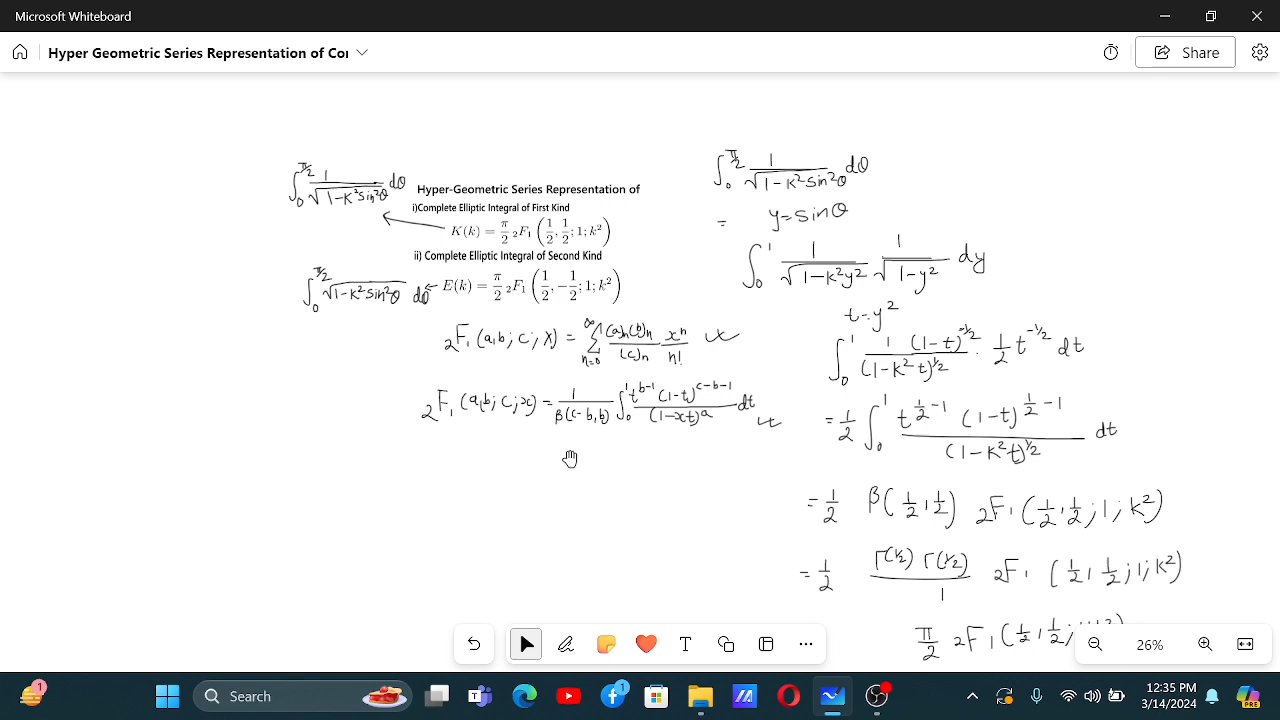 Microsoft Whiteboard
Hyper Geometric Series Representation of Cor
Share
∫₀^{π/2} 1/√(1-k²sin²θ) dθ
Hyper-Geometric Series Representation of
i)Complete Elliptic Integral of First Kind
K(k) = π/2 ₂F₁(1/2, 1/2; 1; k²)
ii) Complete Elliptic Integral of Second Kind
∫₀^{π/2} √(1-k²sin²θ) dθ
E(k) = π/2 ₂F₁(1/2, -1/2; 1; k²)
₂F₁(a,b; c; x) = ∑_{n=0}^∞ (a)ₙ(b)ₙ/(c)ₙ xⁿ/n!
₂F₁(a,b; c; x) = 1/β(c-b,b) ∫₀¹ t^{b-1}(1-t)^{c-b-1}/(1-xt)^a dt
∫₀^{π/2} 1/√(1-k²sin²θ) dθ
= y=sinθ
∫₀¹ 1/√(1-k²y²) 1/√(1-y²) dy
t=y²
∫₀¹ 1 (1-t)^{-1/2}/(1-k²t)^{1/2} · 1/2 t^{-1/2} dt
= 1/2 ∫₀¹ t^{1/2-1} (1-t)^{1/2-1}/(1-k²t)^{1/2} dt
= 1/2 β(1/2, 1/2) ₂F₁(1/2, 1/2; 1; k²)
= 1/2 Γ(1/2) Γ(1/2)/1 ₂F₁(1/2, 1/2; 1; k²)
π/2 ₂F₁(1/2, 1/2;
26%
1
Search
1
12:35 PM
7/14/2024
PRE